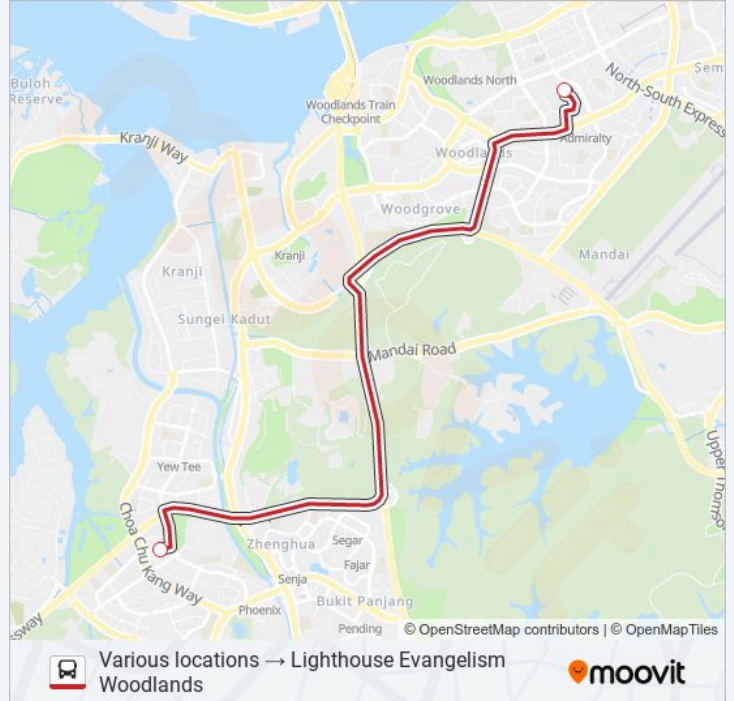 Buloh
Reserve
Woodlands North
Sem
Woodlands Train
Checkpoint
North-South Express
Kranji Way
Admiralty
Woodlands
Woodgrove
Kranji
Mandai
Kranji
Sungei Kadut
Mandai Road
Upper Thomso
Yew Tee
Choa Chu Kang Way
Zhenghua
Segar
Fajar
Senja
Phoenix
Bukit Panjang
Pending
ssway
© OpenStreetMap contributors | © OpenMapTiles
Various locations → Lighthouse Evangelism
Woodlands
moovit